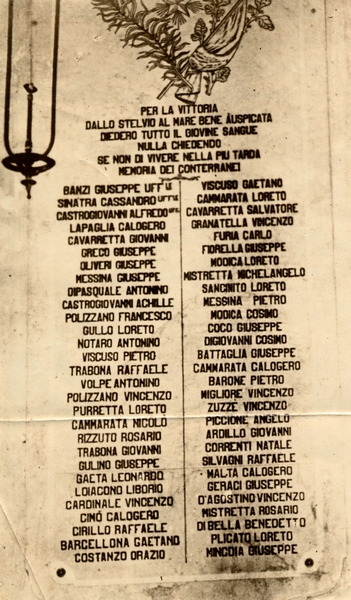 PER LA VITTORIA
DALLO STELVIO AL MARE BENE AUSPICATA
DIEDERO TUTTO IL GIOVINE SANGUE
NULLA CHIEDENDO
SE NON DI VIVERE NELLA PIU TARDA
MEMORIA DEI CONTERRANEI
BANZI GIUSEPPE UFF^LE
SINATRA CASSANDRO UFF^LE
CASTROGIOVANNI ALFREDO UFF^LE
LAPAGLIA CALOGERO
CAVARRETTA GIOVANNI
GRECO GIUSEPPE
OLIVERI GIUSEPPE
MESSINA GIUSEPPE
DIPASQUALE ANTONINO
CASTROGIOVANNI ACHILLE
POLIZZANO FRANCESCO
GULLO LORETO
NOTARO ANTONINO
VISCUSO PIETRO
TRABONA RAFFAELE
VOLPE ANTONINO
POLIZZANO VINCENZO
PURRETTA LORETO
CAMMARATA NICOLO
RIZZUTO ROSARIO
TRABONA GIOVANNI
GULINO GIUSEPPE
GAETA LEONARDO
LOIACONO LIBORIO
CARDINALE VINCENZO
CIMÓ CALOGERO
CIRILLO RAFFAELE
BARCELLONA GAETANO
COSTANZO ORAZIO
VISCUSO GAETANO
CAMMARATA LORETO
CAVARRETTA SALVATORE
GRANATELLA VINCENZO
FURIA CARLO
FIORELLA GIUSEPPE
MODICA LORETO
MISTRETTA MICHELANGELO
SANCINITO LORETO
MESSINA PIETRO
MODICA COSIMO
COCO GIUSEPPE
DIGIOVANNI COSIMO
BATTAGLIA GIUSEPPE
CAMMARATA CALOGERO
BARONE PIETRO
MIGLIORE VINCENZO
ZUZZE VINCENZO
PICCIONE ANGELO
ARDILLO GIOVANNI
CORRENTI NATALE
SILVAGNI RAFFAELE
MALTA CALOGERO
GERACI GIUSEPPE
D'AGUSTINO VINCENZO
MISTRETTA ROSARIO
DI BELLA BENEDETTO
PLICATO LORETO
MINCOIA GIUSEPPE